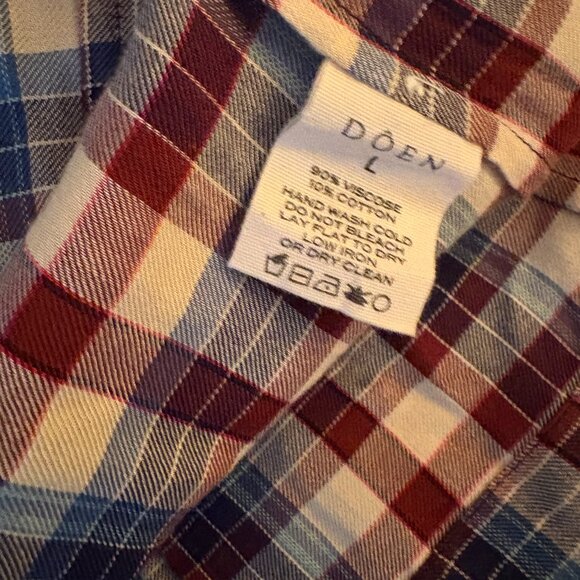 DÔEN
L
90% VISCOSE
10% COTTON
HAND WASH COLD
DO NOT BLEACH
LAY FLAT TO DRY
LOW IRON
OR DRY CLEAN